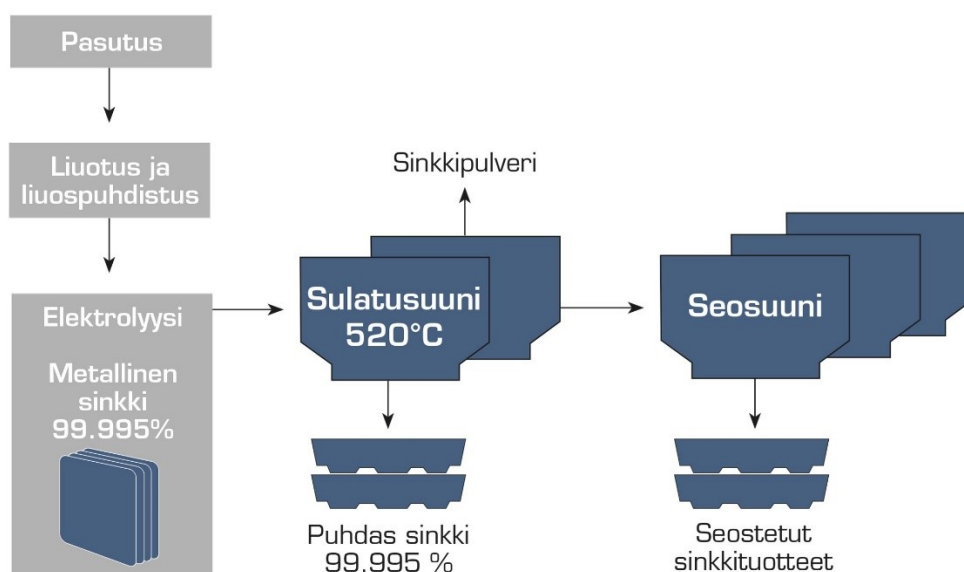 Pasutus
Liuotus ja
liuospuhdistus
Elektrolyysi
Metallinen
sinkki
99.995%
Sinkkipulveri
Sulatusuuni
520°C
Puhdas sinkki
99.995 %
Seosuuni
Seostetut
sinkkituotteet